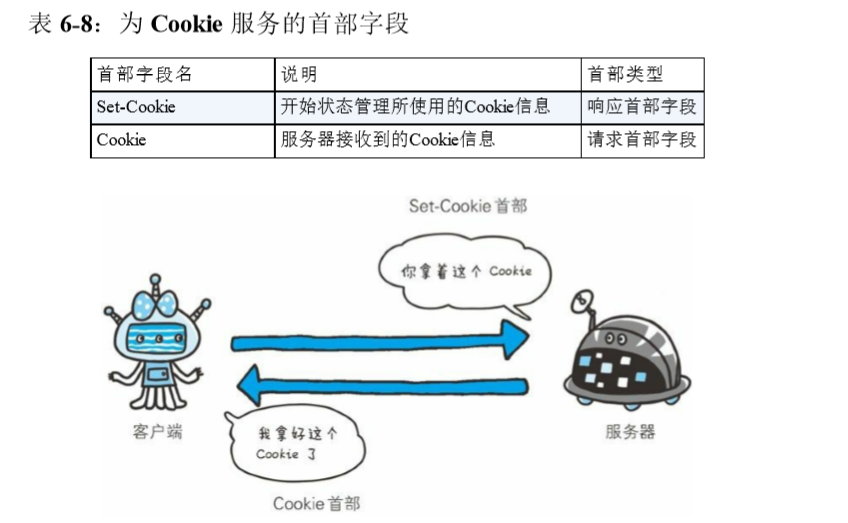 表 6-8：为 Cookie 服务的首部字段
首部字段名 说明 首部类型
Set-Cookie 开始状态管理所使用的Cookie信息 响应首部字段
Cookie 服务器接收到的Cookie信息 请求首部字段
Set-Cookie 首部
你拿着这个 Cookie
客户端
服务器
我拿好这个
Cookie 了
Cookie 首部